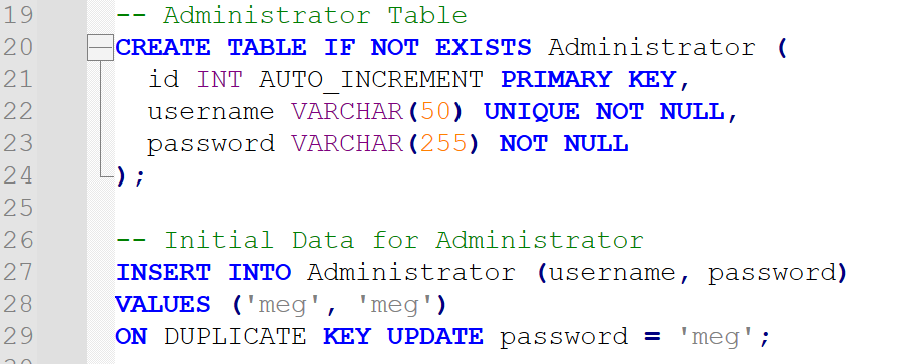 19 -- Administrator Table
20 CREATE TABLE IF NOT EXISTS Administrator (
21 id INT AUTO_INCREMENT PRIMARY KEY,
22 username VARCHAR(50) UNIQUE NOT NULL,
23 password VARCHAR(255) NOT NULL
24 );
25
26 -- Initial Data for Administrator
27 INSERT INTO Administrator (username, password)
28 VALUES ('meg', 'meg')
29 ON DUPLICATE KEY UPDATE password = 'meg';